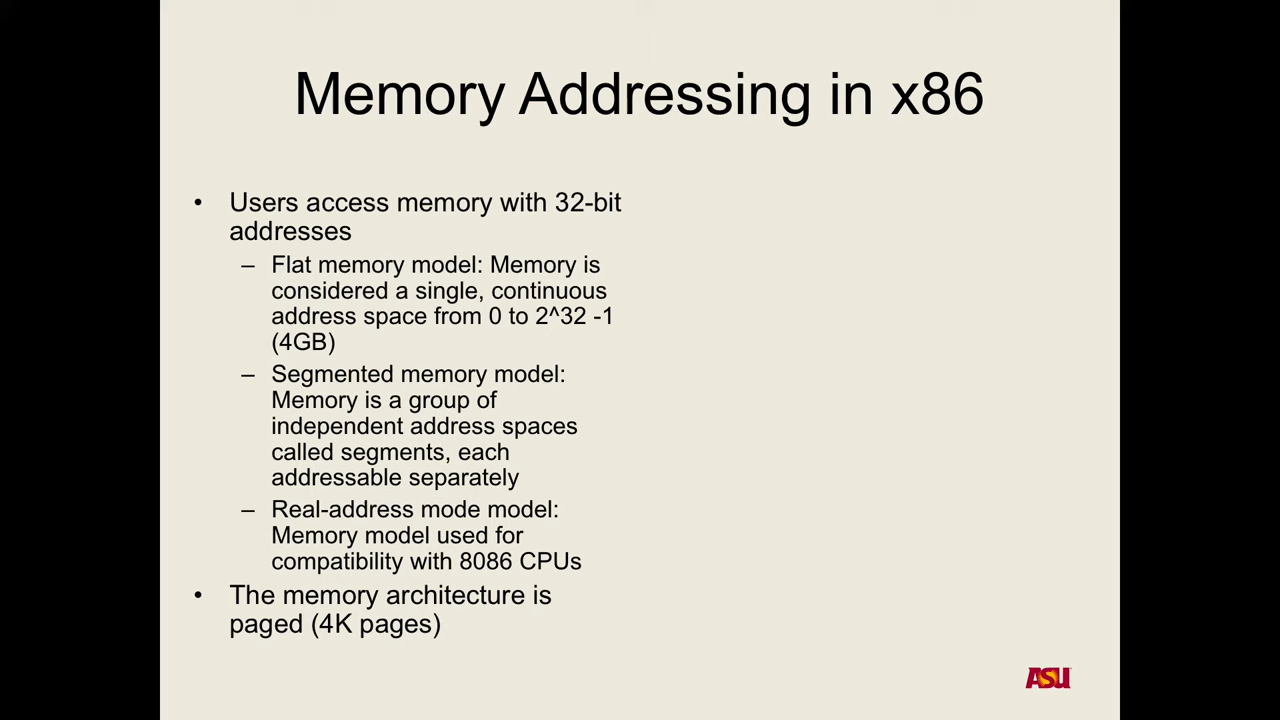 Memory Addressing in x86
• Users access memory with 32-bit
addresses
– Flat memory model: Memory is
considered a single, continuous
address space from 0 to 2^32 -1
(4GB)
– Segmented memory model:
Memory is a group of
independent address spaces
called segments, each
addressable separately
– Real-address mode model:
Memory model used for
compatibility with 8086 CPUs
• The memory architecture is
paged (4K pages)
ASU